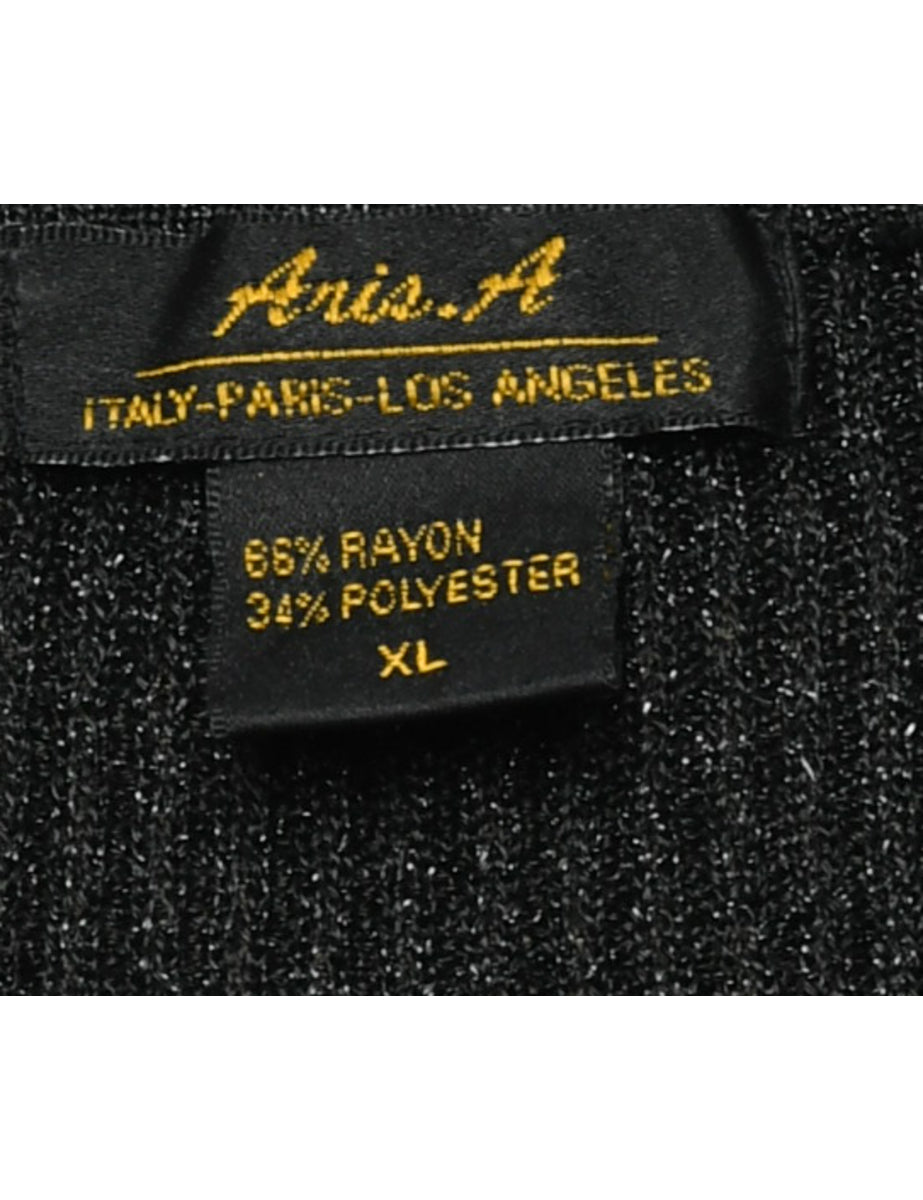 Aris.A
ITALY-PARIS-LOS ANGELES
66% RAYON
34% POLYESTER
XL